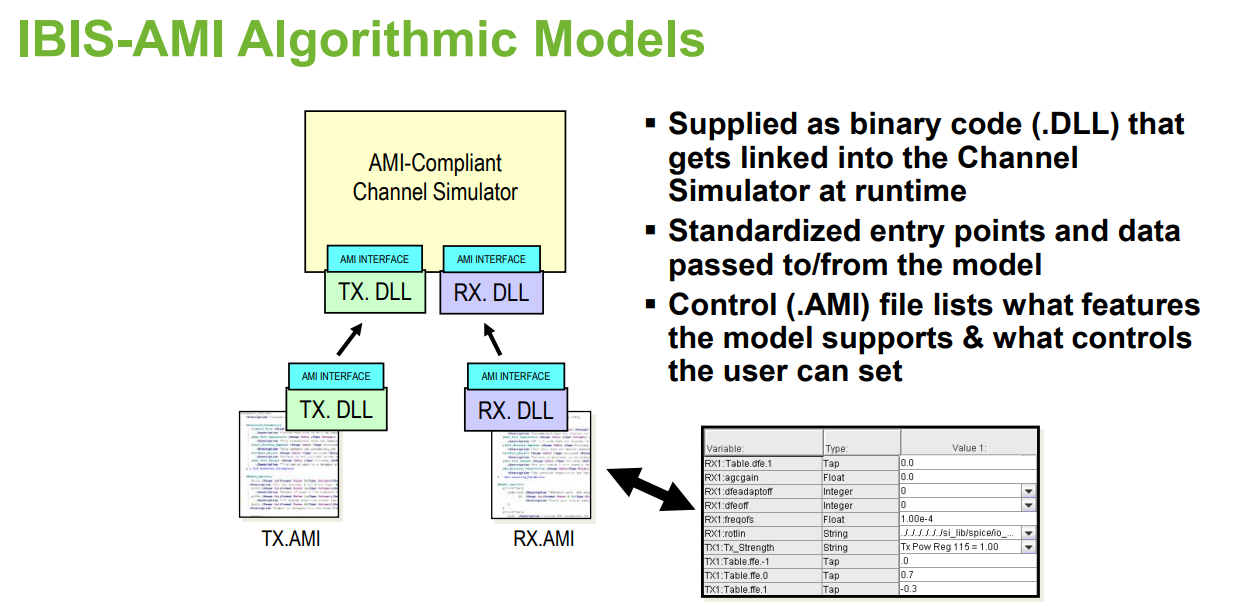 IBIS-AMI Algorithmic Models
AMI-Compliant
Channel Simulator
AMI INTERFACE
AMI INTERFACE
TX. DLL
RX. DLL
AMI INTERFACE
AMI INTERFACE
TX. DLL
RX. DLL
TX.AMI
RX.AMI
▪ Supplied as binary code (.DLL) that
gets linked into the Channel
Simulator at runtime
▪ Standardized entry points and data
passed to/from the model
▪ Control (.AMI) file lists what features
the model supports & what controls
the user can set
Variable: Type: Value 1:
RX1:Table.dfe.1 Tap 0.0
RX1:agcgain Float 0.0
RX1:dfeadaptoff Integer 0
RX1:dfeoff Integer 0
RX1:freqofs Float 1.00e-4
RX1:rotlin String ../../../../../si_lib/spice/io_...
TX1:Tx_Strength String Tx Pow Reg 115 = 1.00
TX1:Table.ffe.-1 Tap .0
TX1:Table.ffe.0 Tap 0.7
TX1:Table.ffe.1 Tap -0.3